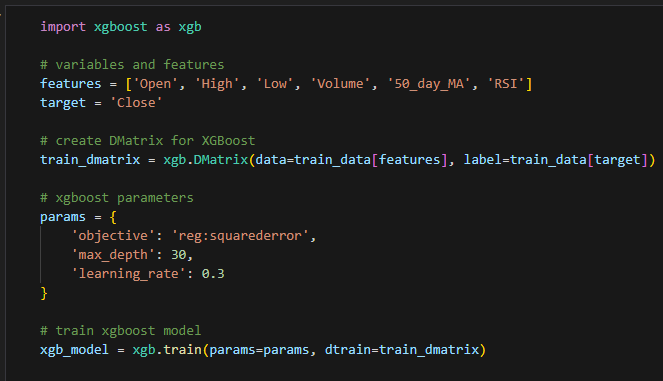 import xgboost as xgb
# variables and features
features = ['Open', 'High', 'Low', 'Volume', '50_day_MA', 'RSI']
target = 'Close'
# create DMatrix for XGBoost
train_dmatrix = xgb.DMatrix(data=train_data[features], label=train_data[target])
# xgboost parameters
params = {
    'objective': 'reg:squarederror',
    'max_depth': 30,
    'learning_rate': 0.3
}
# train xgboost model
xgb_model = xgb.train(params=params, dtrain=train_dmatrix)